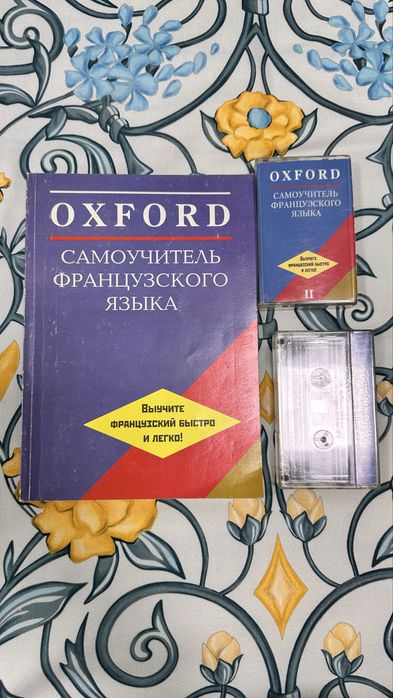 OXFORD
САМОУЧИТЕЛЬ
ФРАНЦУЗСКОГО
ЯЗЫКА
Выучите
французский быстро
и легко!
OXFORD
САМОУЧИТЕЛЬ
ФРАНЦУЗСКОГО
ЯЗЫКА
Выучите
французский быстро
и легко!
II